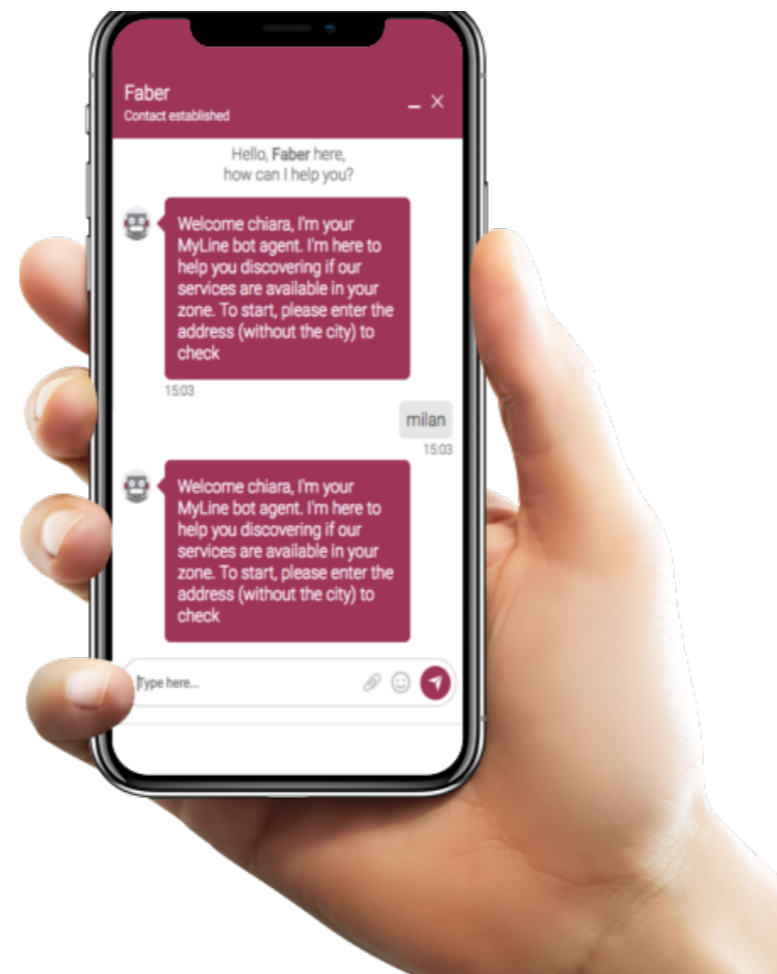 Faber
Contact established
Hello, Faber here,
how can I help you?
Welcome chiara, I'm your
MyLine bot agent. I'm here to
help you discovering if our
services are available in your
zone. To start, please enter the
address (without the city) to
check
15:03
milan
15:03
Welcome chiara, I'm your
MyLine bot agent. I'm here to
help you discovering if our
services are available in your
zone. To start, please enter the
address (without the city) to
check
Type here...